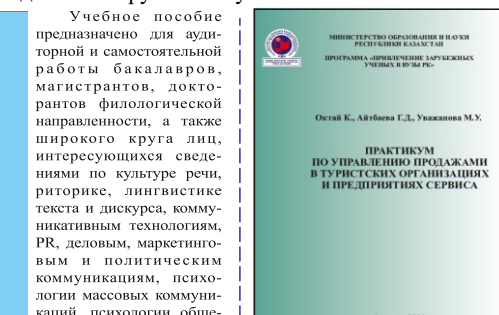 Учебное пособие
предназначено для ауди-
торной и самостоятельной
работы бакалавров,
магистрантов, докто-
рантов филологической
направленности, а также
широкого круга лиц,
интересующихся сведе-
ниями по культуре речи,
риторике, лингвистике
текста и дискурса, комму-
никативным технологиям,
PR, деловым, маркетинго-
вым и политическим
коммуникациям, психо-
логии массовых коммуни-
каций, психологии обще-
МИНИСТЕРСТВО ОБРАЗОВАНИЯ И НАУКИ
РЕСПУБЛИКИ КАЗАХСТАН
ПРОГРАММА «ПРИВЛЕЧЕНИЕ ЗАРУБЕЖНЫХ
УЧЕНЫХ В ВУЗЫ РК»
Октай К., Айтбаева Г.Д., Уважанова М.У.
ПРАКТИКУМ
ПО УПРАВЛЕНИЮ ПРОДАЖАМИ
В ТУРИСТСКИХ ОРГАНИЗАЦИЯХ
И ПРЕДПРИЯТИЯХ СЕРВИСА